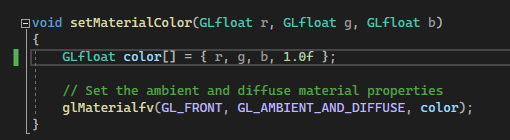 void setMaterialColor(GLfloat r, GLfloat g, GLfloat b)
{
    GLfloat color[] = { r, g, b, 1.0f };
    // Set the ambient and diffuse material properties
    glMaterialfv(GL_FRONT, GL_AMBIENT_AND_DIFFUSE, color);
}